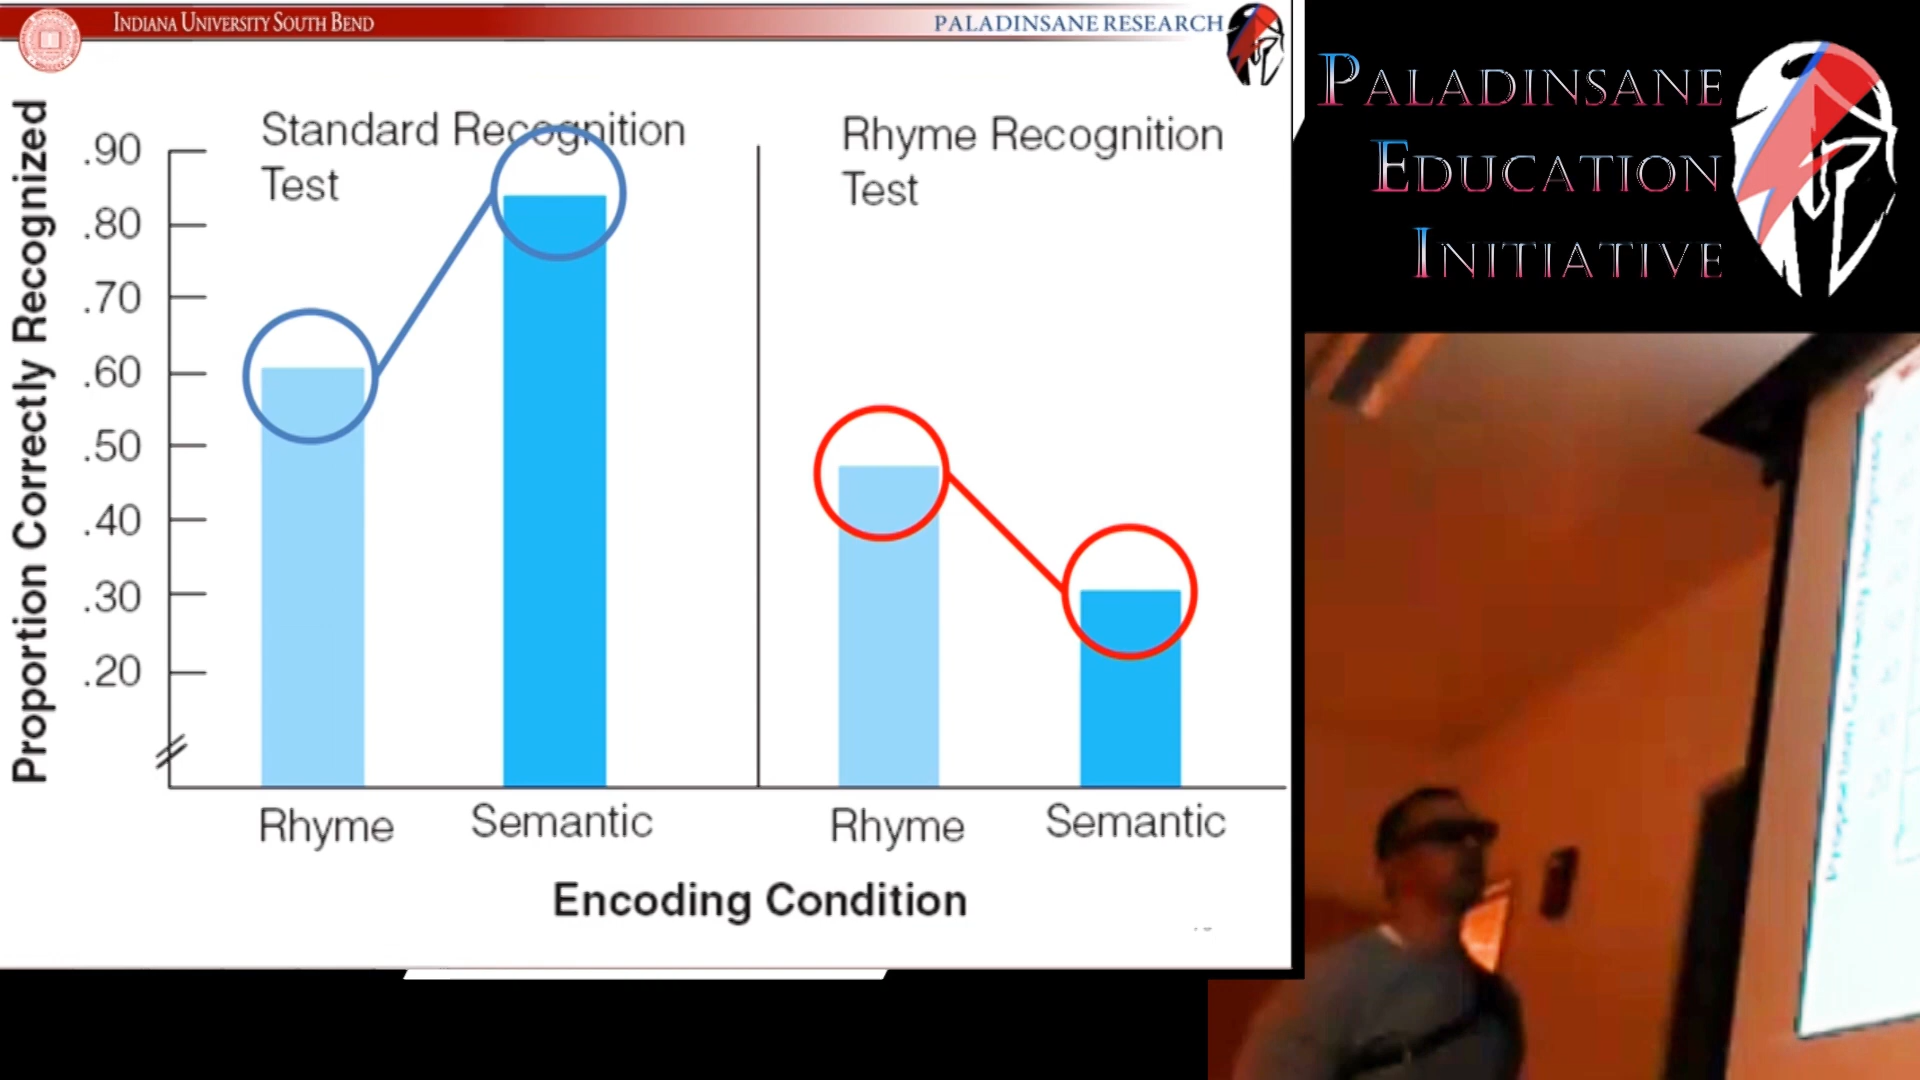 INDIANA UNIVERSITY SOUTH BEND
PALADINSANE RESEARCH
Standard Recognition
Test
Rhyme Recognition
Test
Proportion Correctly Recognized
.90
.80
.70
.60
.50
.40
.30
.20
Rhyme
Semantic
Rhyme
Semantic
Encoding Condition
PALADINSANE
EDUCATION
INITIATIVE